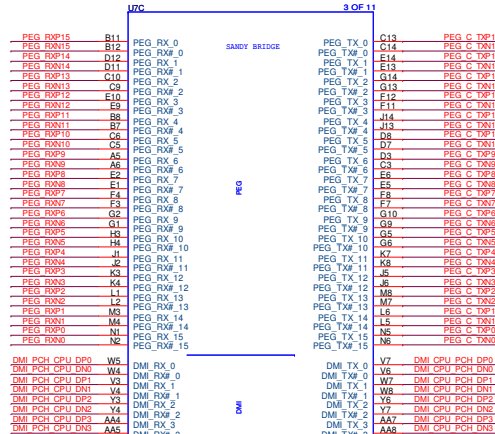 U7C 3 OF 11
SANDY BRIDGE
PEG_RXP15 B11 PEG_RX_0 PEG_TX_0 C13 PEG_C_TXP1
PEG_RXN15 B12 PEG_RX#_0 PEG_TX#_0 C14 PEG_C_TXN1
PEG_RXP14 D12 PEG_RX_1 PEG_TX_1 E14 PEG_C_TXP1
PEG_RXN14 D11 PEG_RX#_1 PEG_TX#_1 E13 PEG_C_TXN1
PEG_RXP13 C10 PEG_RX_2 PEG_TX_2 G14 PEG_C_TXP1
PEG_RXN13 C9 PEG_RX#_2 PEG_TX#_2 G13 PEG_C_TXN1
PEG_RXP12 E10 PEG_RX_3 PEG_TX_3 F12 PEG_C_TXP1
PEG_RXN12 E9 PEG_RX#_3 PEG_TX#_3 F11 PEG_C_TXN1
PEG_RXP11 B8 PEG_RX_4 PEG_TX_4 J14 PEG_C_TXP1
PEG_RXN11 B7 PEG_RX#_4 PEG_TX#_4 J13 PEG_C_TXN1
PEG_RXP10 C6 PEG_RX_5 PEG_TX_5 D8 PEG_C_TXP1
PEG_RXN10 C5 PEG_RX#_5 PEG_TX#_5 D7 PEG_C_TXN1
PEG_RXP9 A5 PEG_RX_6 PEG_TX_6 D3 PEG_C_TXP9
PEG_RXN9 A6 PEG_RX#_6 PEG_TX#_6 C3 PEG_C_TXN9
PEG_RXP8 E2 PEG_RX_7 PEG_TX_7 E6 PEG_C_TXP8
PEG_RXN8 E1 PEG_RX#_7 PEG_TX#_7 E5 PEG_C_TXN8
PEG_RXP7 F4 PEG_RX_8 PEG_TX_8 F8 PEG_C_TXP7
PEG_RXN7 F3 PEG_RX#_8 PEG_TX#_8 F7 PEG_C_TXN7
PEG_RXP6 G2 PEG_RX_9 PEG_TX_9 G10 PEG_C_TXP6
PEG_RXN6 G1 PEG_RX#_9 PEG_TX#_9 G9 PEG_C_TXN6
PEG_RXP5 H3 PEG_RX_10 PEG_TX_10 G5 PEG_C_TXP5
PEG_RXN5 H4 PEG_RX#_10 PEG_TX#_10 G6 PEG_C_TXN5
PEG_RXP4 J1 PEG_RX_11 PEG_TX_11 K7 PEG_C_TXP4
PEG_RXN4 J2 PEG_RX#_11 PEG_TX#_11 K8 PEG_C_TXN4
PEG_RXP3 K3 PEG_RX_12 PEG_TX_12 J5 PEG_C_TXP3
PEG_RXN3 K4 PEG_RX#_12 PEG_TX#_12 J6 PEG_C_TXN3
PEG_RXP2 L1 PEG_RX_13 PEG_TX_13 M8 PEG_C_TXP2
PEG_RXN2 L2 PEG_RX#_13 PEG_TX#_13 M7 PEG_C_TXN2
PEG_RXP1 M3 PEG_RX_14 PEG_TX_14 L6 PEG_C_TXP1
PEG_RXN1 M4 PEG_RX#_14 PEG_TX#_14 L5 PEG_C_TXN1
PEG_RXP0 N1 PEG_RX_15 PEG_TX_15 N5 PEG_C_TXP0
PEG_RXN0 N2 PEG_RX#_15 PEG_TX#_15 N6 PEG_C_TXN0
PEG
DMI_PCH_CPU_DP0 W5 DMI_RX_0 DMI_TX_0 V7 DMI_CPU_PCH_DP0
DMI_PCH_CPU_DN0 W4 DMI_RX#_0 DMI_TX#_0 V6 DMI_CPU_PCH_DN0
DMI_PCH_CPU_DP1 V3 DMI_RX_1 DMI_TX_1 W7 DMI_CPU_PCH_DP1
DMI_PCH_CPU_DN1 V4 DMI_RX#_1 DMI_TX#_1 W8 DMI_CPU_PCH_DN1
DMI_PCH_CPU_DP2 Y3 DMI_RX_2 DMI_TX_2 Y6 DMI_CPU_PCH_DP2
DMI_PCH_CPU_DN2 Y4 DMI_RX#_2 DMI_TX#_2 Y7 DMI_CPU_PCH_DN2
DMI_PCH_CPU_DP3 AA4 DMI_RX_3 DMI_TX_3 AA7 DMI_CPU_PCH_DP3
DMI_PCH_CPU_DN3 AA5 AA8 DMI_CPU_PCH_DN3
DMI